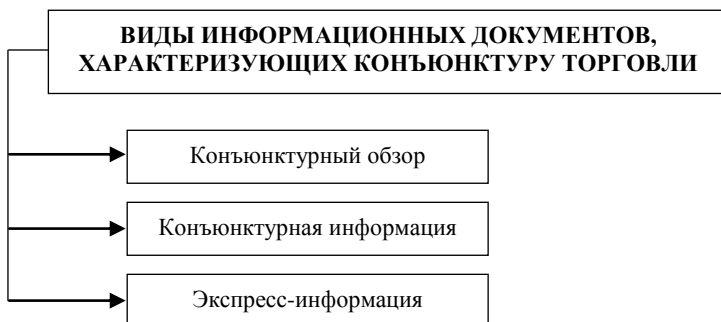 ВИДЫ ИНФОРМАЦИОННЫХ ДОКУМЕНТОВ,
ХАРАКТЕРИЗУЮЩИХ КОНЪЮНКТУРУ ТОРГОВЛИ
Конъюнктурный обзор
Конъюнктурная информация
Экспресс-информация